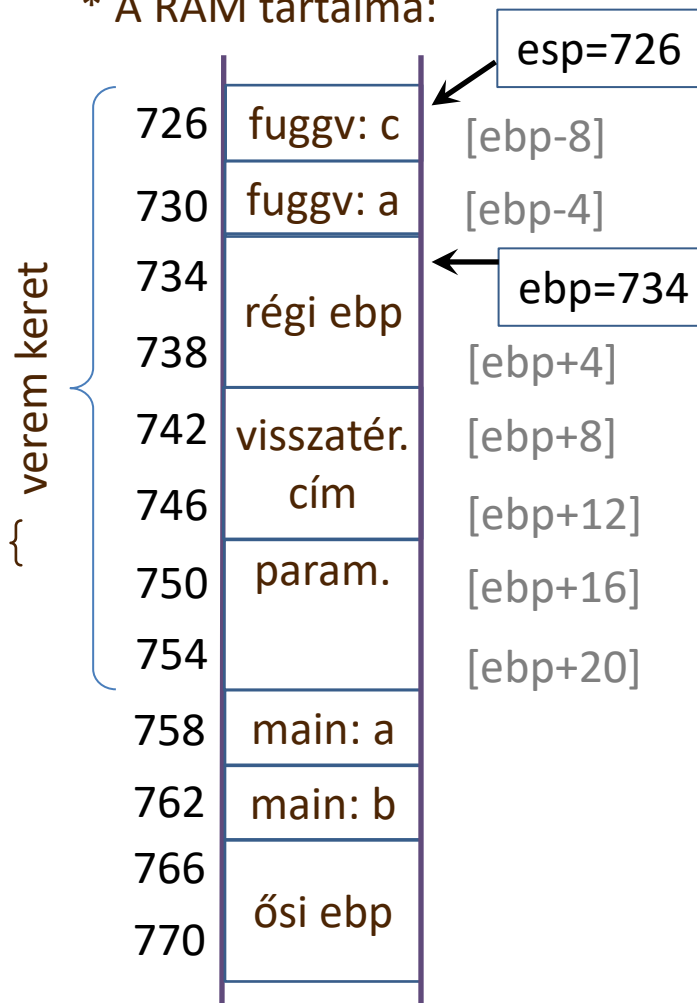 * A RAM tartalma:
esp=726
726 fuggv: c [ebp-8]
730 fuggv: a [ebp-4]
734
ebp=734
régi ebp
738 [ebp+4]
verem keret
{
742 visszatér. [ebp+8]
746 cím [ebp+12]
750 param. [ebp+16]
754 [ebp+20]
758 main: a
762 main: b
766
ősi ebp
770